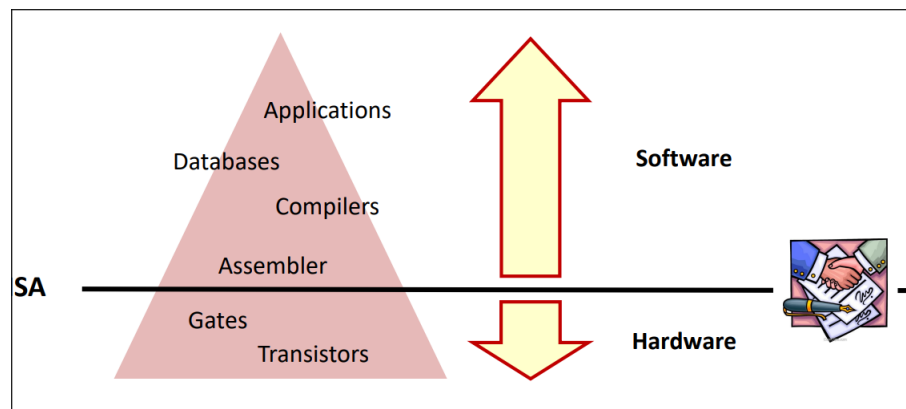 Applications
Databases
Software
Compilers
Assembler
SA
Gates
Hardware
Transistors